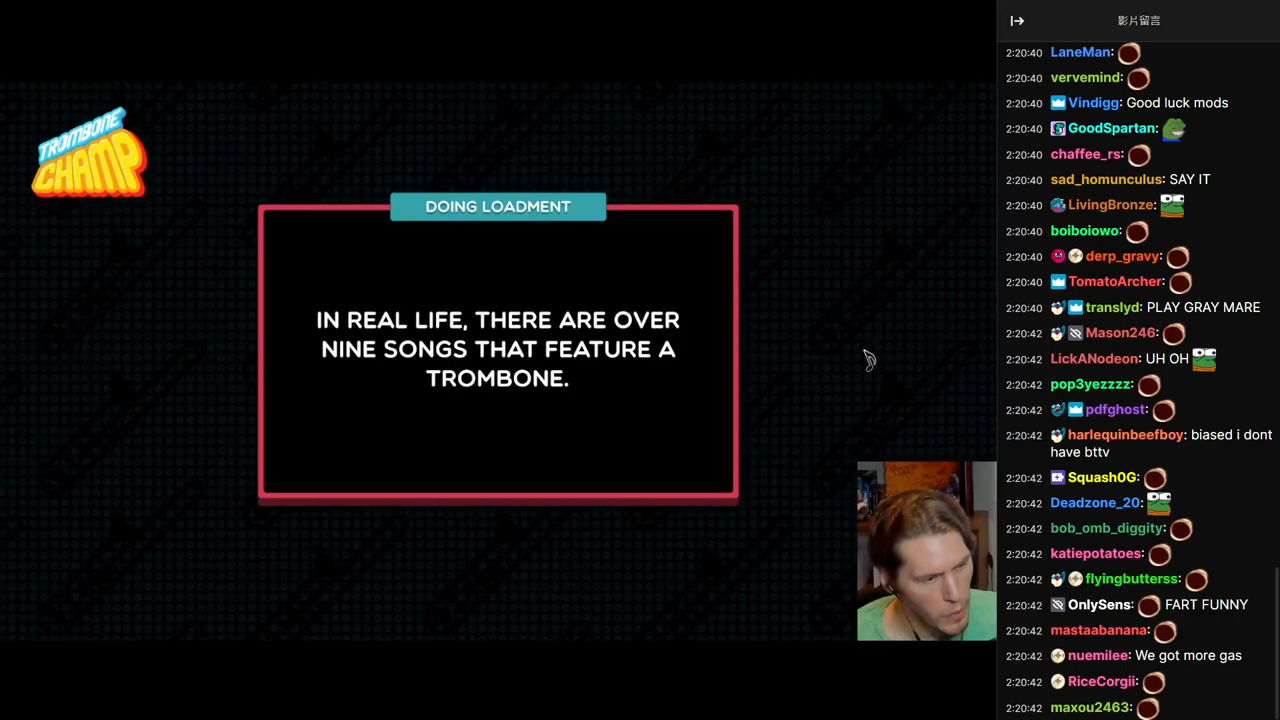 TROMBONE
CHAMP
DOING LOADMENT
IN REAL LIFE, THERE ARE OVER
NINE SONGS THAT FEATURE A
TROMBONE.
影片留言
2:20:40 LaneMan:
2:20:40 vervemind:
2:20:40 Vindigg: Good luck mods
2:20:40 GoodSpartan:
2:20:40 chaffee_rs:
2:20:40 sad_homunculus: SAY IT
2:20:40 LivingBronze:
2:20:40 boiboiowo:
2:20:40 derp_gravy:
2:20:40 TomatoArcher:
2:20:40 translyd: PLAY GRAY MARE
2:20:42 Mason246:
2:20:42 LickANodeon: UH OH
2:20:42 pop3yezzzz:
2:20:42 pdfghost:
2:20:42 harlequinbeefboy: biased i dont
have bttv
2:20:42 Squash0G:
2:20:42 Deadzone_20:
2:20:42 bob_omb_diggity:
2:20:42 katiepotatoes:
2:20:42 flyingbutterss:
2:20:42 OnlySens: FART FUNNY
2:20:42 mastaabanana:
2:20:42 nuemilee: We got more gas
2:20:42 RiceCorgii:
2:20:42 maxou2463: